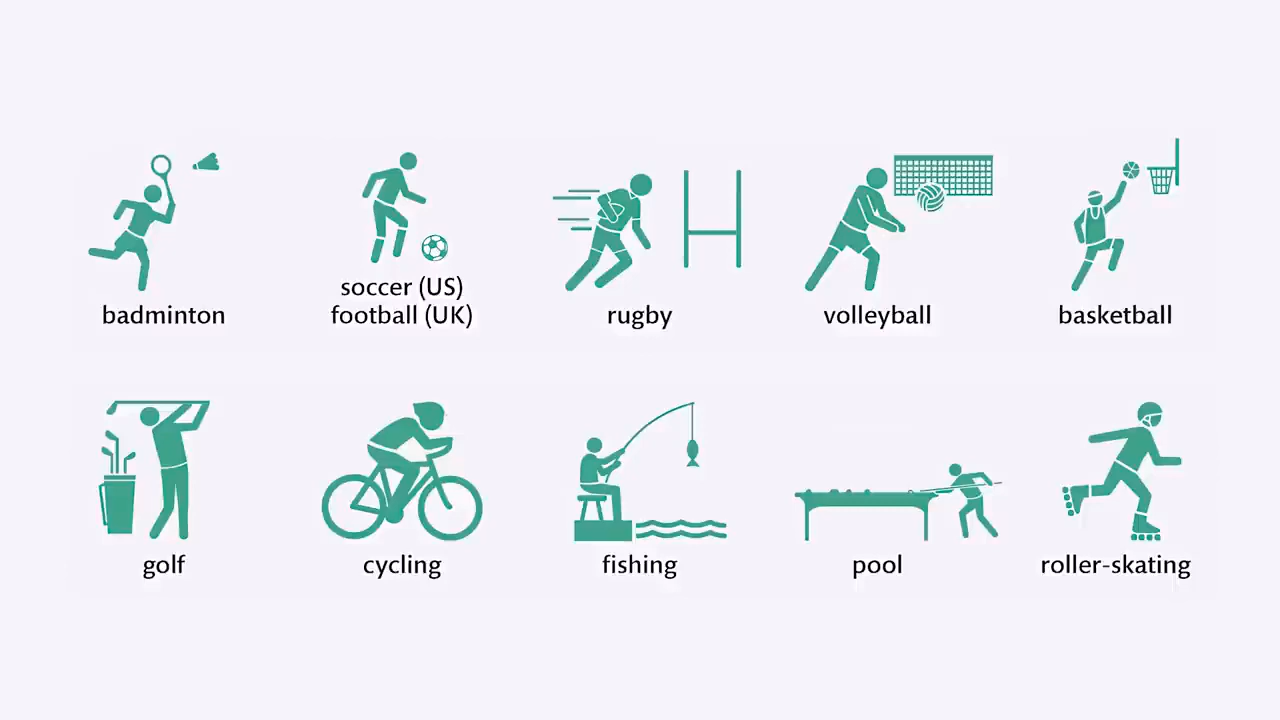 badminton
soccer (US)
football (UK)
rugby
volleyball
basketball
golf
cycling
fishing
pool
roller-skating